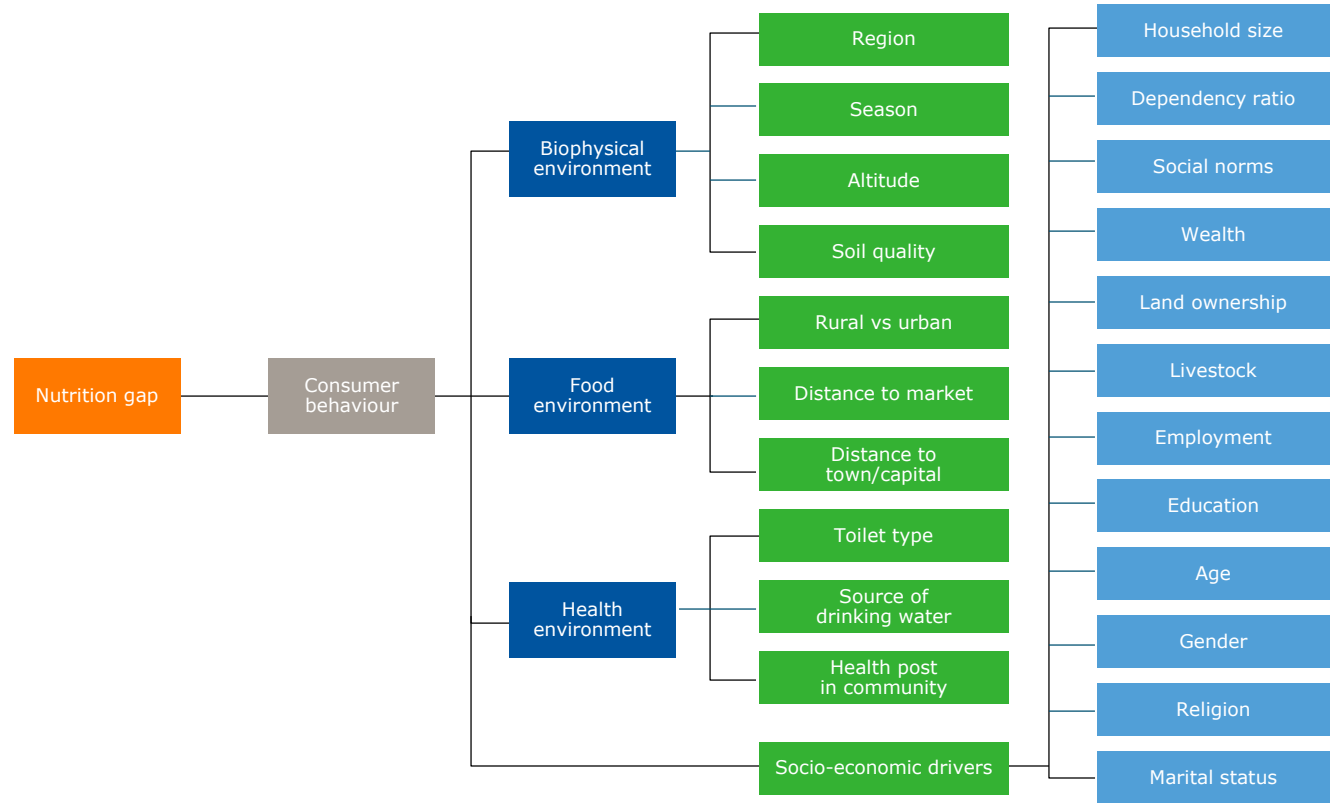 Nutrition gap
Consumer
behaviour
Biophysical
environment
Food
environment
Health
environment
Region
Season
Altitude
Soil quality
Rural vs urban
Distance to market
Distance to
town/capital
Toilet type
Source of
drinking water
Health post
in community
Socio-economic drivers
Household size
Dependency ratio
Social norms
Wealth
Land ownership
Livestock
Employment
Education
Age
Gender
Religion
Marital status